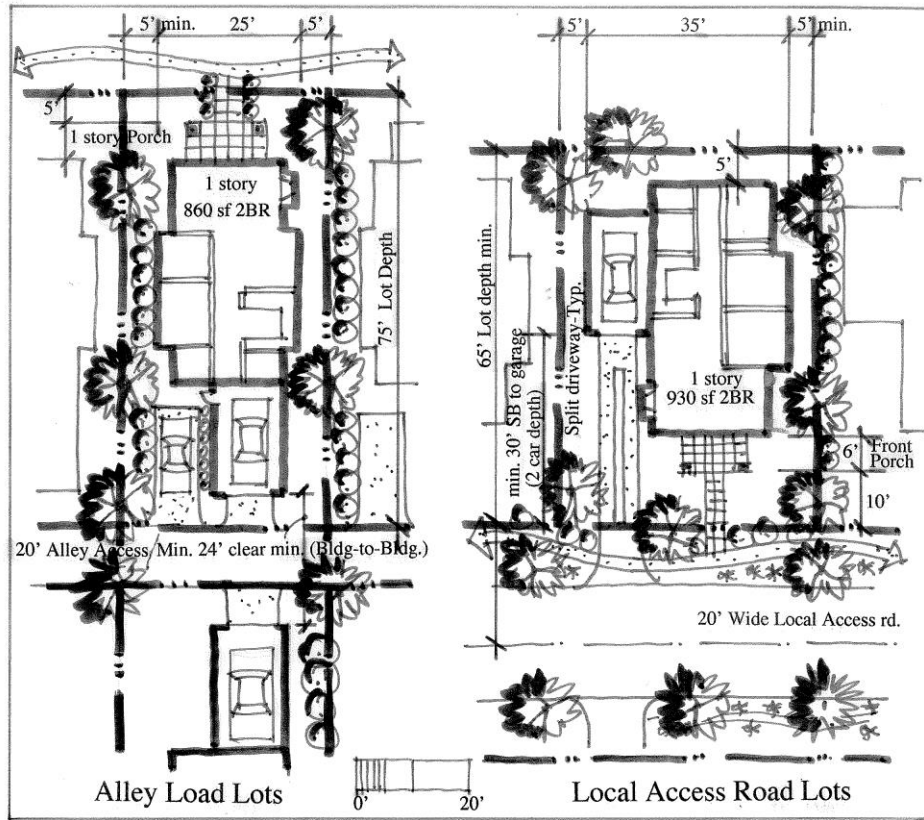 5' min.
25'
5'
5'
1 story Porch
1 story
860 sf 2BR
75' Lot Depth
20' Alley Access Min. 24' clear min. (Bldg-to-Bldg.)
Alley Load Lots
0'
20'
5'
35'
5' min.
5'
65' Lot depth min.
min. 30' SB to garage
(2 car depth)
Split driveway-Typ...
1 story
930 sf 2BR
6'
Front
Porch
10'
20' Wide Local Access rd.
Local Access Road Lots